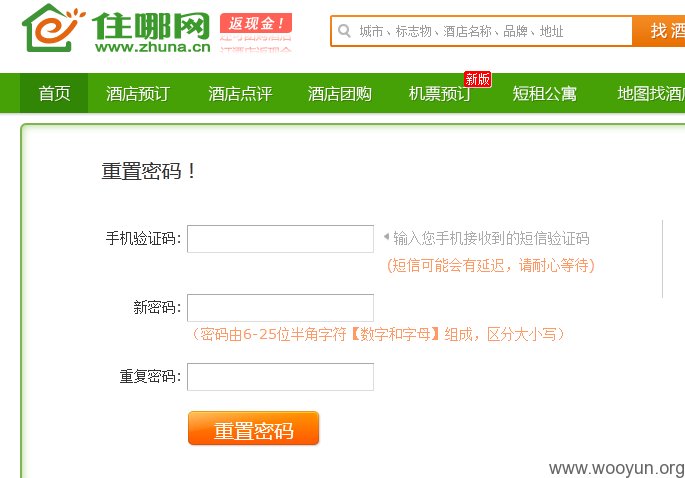 住哪网
www.zhuna.cn
返现金!
城市、标志物、酒店名称、品牌、地址
找酒
首页 酒店预订 酒店点评 酒店团购 机票预订 新版 短租公寓 地图找酒店
重置密码！
手机验证码: 输入您手机接收到的短信验证码
(短信可能会有延迟，请耐心等待)
新密码:
（密码由6-25位半角字符【数字和字母】组成，区分大小写）
重复密码:
重置密码
www.wooyun.org